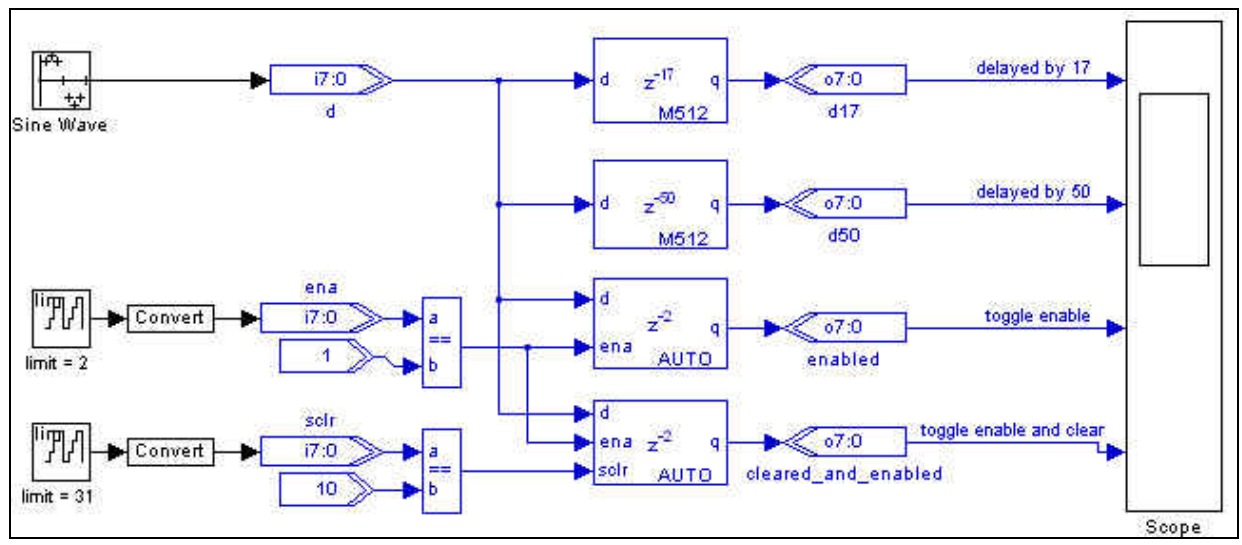 Sine Wave
i7:0
d
d
z-17
q
M512
o7:0
d17
delayed by 17
d
z-50
q
M512
o7:0
d50
delayed by 50
limit = 2
Convert
ena
i7:0
1
a
==
b
d
ena
z-2
q
AUTO
o7:0
enabled
toggle enable
limit = 31
Convert
sclr
i7:0
10
a
==
b
d
ena
sclr
z-2
q
AUTO
o7:0
cleared_and_enabled
toggle enable and clear
Scope